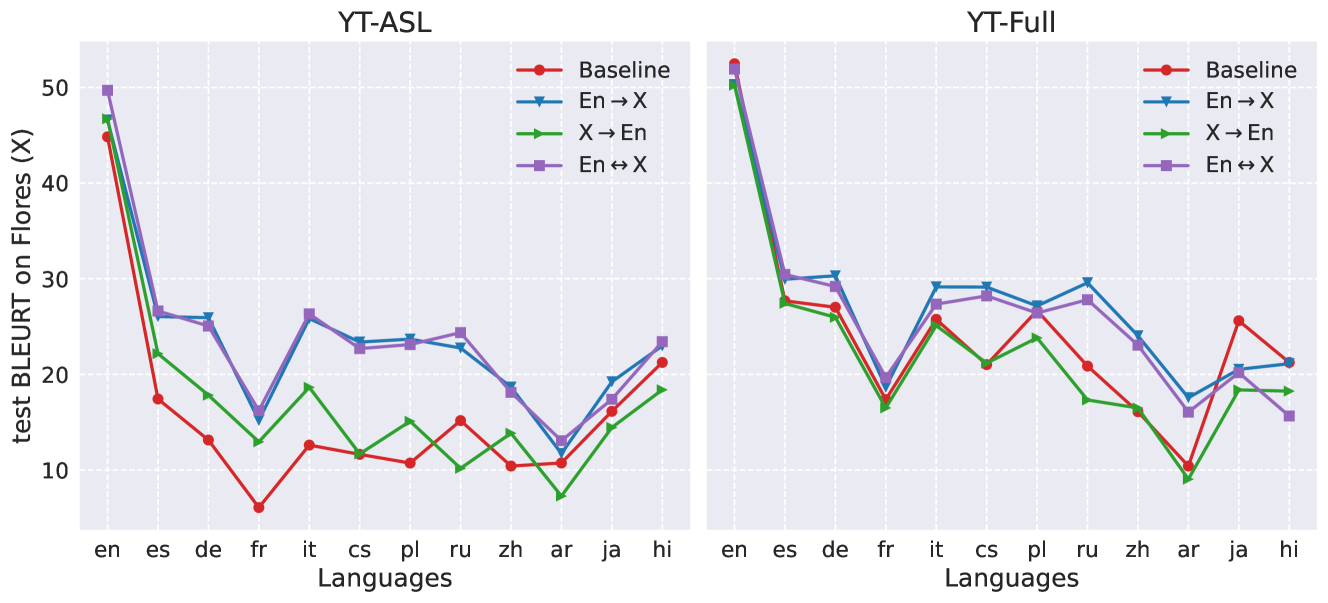 YT-ASL
YT-Full
test BLEURT on Flores (X)
50
40
30
20
10
Baseline
En → X
X → En
En ↔ X
Baseline
En → X
X → En
En ↔ X
en es de fr it cs pl ru zh ar ja hi
en es de fr it cs pl ru zh ar ja hi
Languages
Languages